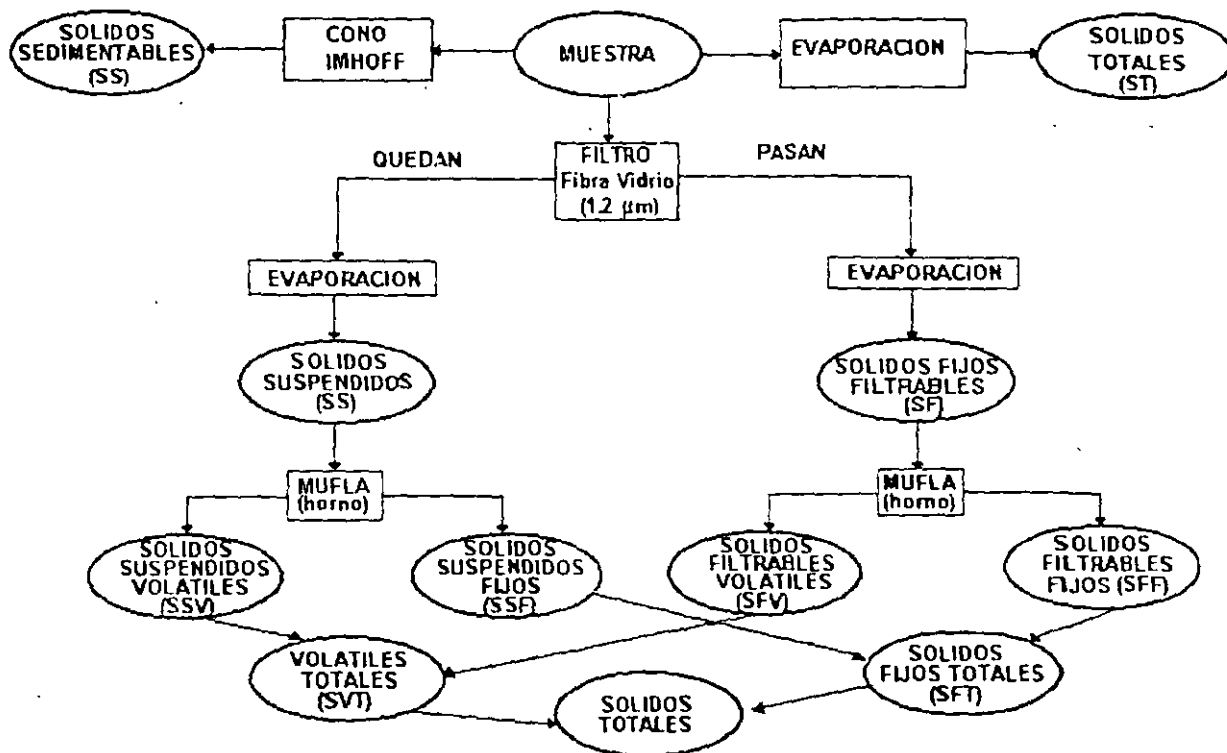 SOLIDOS
SEDIMENTABLES
(SS)
CONO
IMHOFF
MUESTRA
EVAPORACION
SOLIDOS
TOTALES
(ST)
QUEDAN
FILTRO
Fibra Vidrio
(1.2 µm)
PASAN
EVAPORACION
EVAPORACION
SOLIDOS
SUSPENDIDOS
(SS)
SOLIDOS FIJOS
FILTRABLES
(SF)
MUFLA
(horno)
MUFLA
(horno)
SOLIDOS
SUSPENDIDOS
VOLATILES
(SSV)
SOLIDOS
SUSPENDIDOS
FIJOS
(SSF)
SOLIDOS
FILTRABLES
VOLATILES
(SFV)
SOLIDOS
FILTRABLES
FIJOS (SFF)
VOLATILES
TOTALES
(SVT)
SOLIDOS
TOTALES
SOLIDOS
FIJOS TOTALES
(SFT)